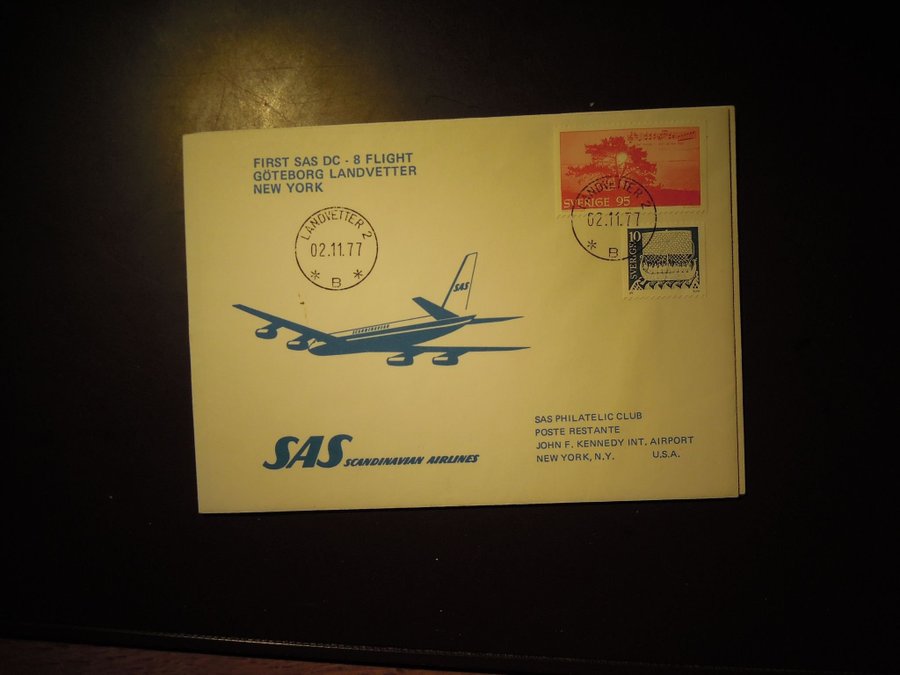 FIRST SAS DC - 8 FLIGHT
GÖTEBORG LANDVETTER
NEW YORK
LANDVETTER 2
02.11.77
B
SVERIGE 95
LANDVETTER 2
02.11.77
B
10
SVERIGE
SAS
SCANDINAVIAN
SAS SCANDINAVIAN AIRLINES
SAS PHILATELIC CLUB
POSTE RESTANTE
JOHN F. KENNEDY INT. AIRPORT
NEW YORK, N.Y. U.S.A.